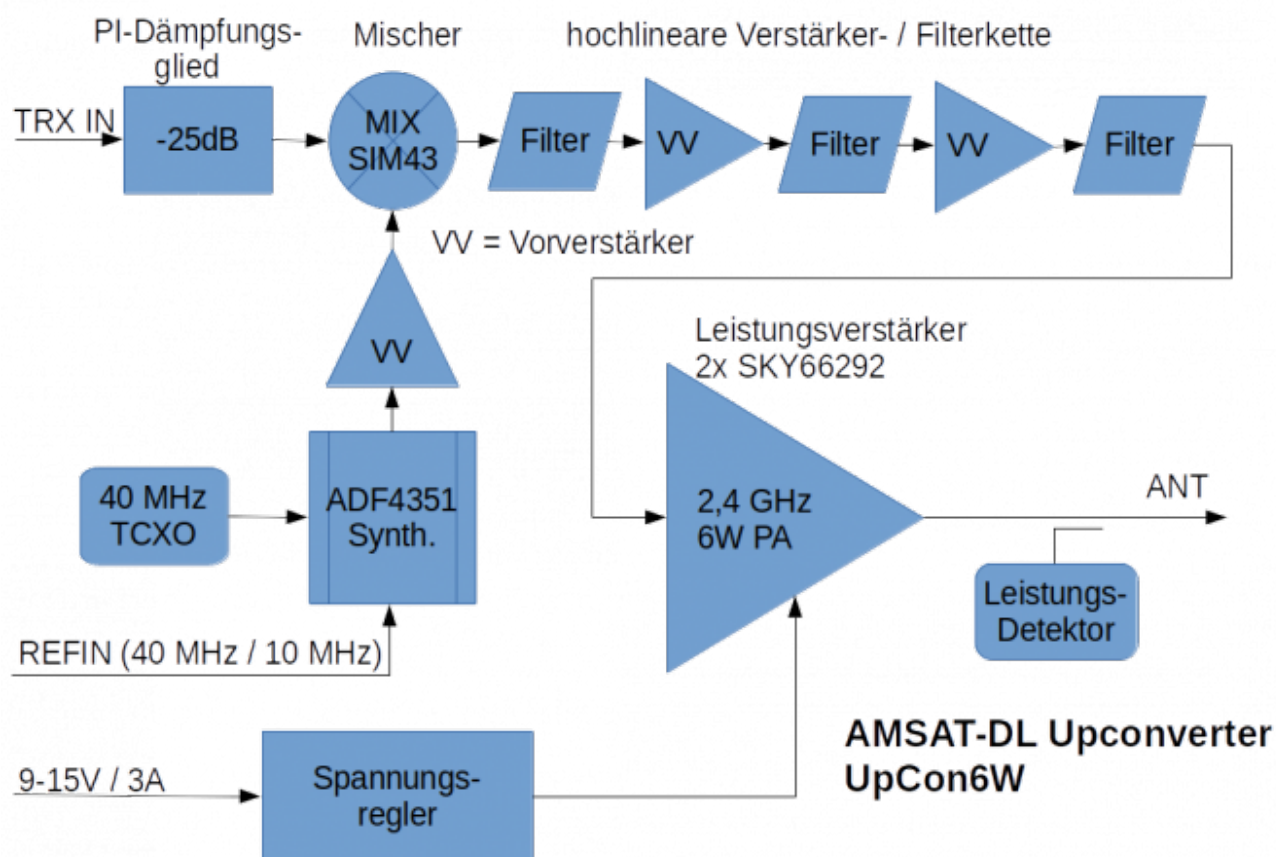 PI-Dämpfungs-
glied
Mischer
hochlineare Verstärker- / Filterkette
TRX IN
-25dB
MIX
SIM43
Filter
VV
Filter
VV
Filter
VV = Vorverstärker
VV
Leistungsverstärker
2x SKY66292
40 MHz
TCXO
ADF4351
Synth.
2,4 GHz
6W PA
ANT
Leistungs-
Detektor
REFIN (40 MHz / 10 MHz)
9-15V / 3A
Spannungs-
regler
AMSAT-DL Upconverter
UpCon6W